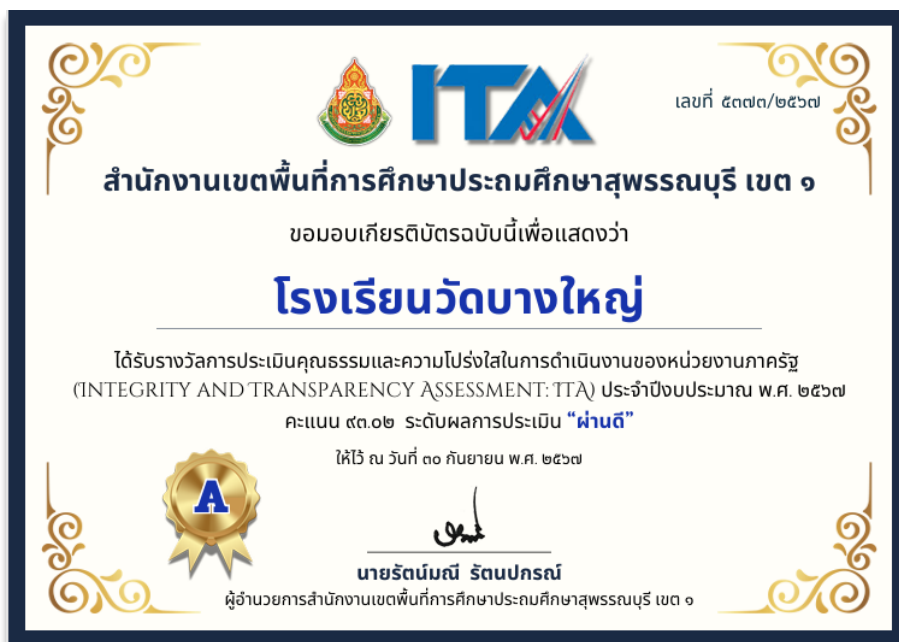 ITA
เลขที่ ๕๓๗๓/๒๕๖๗
สำนักงานเขตพื้นที่การศึกษาประถมศึกษาสุพรรณบุรี เขต ๑
ขอมอบเกียรติบัตรฉบับนี้เพื่อแสดงว่า
โรงเรียนวัดบางใหญ่
ได้รับรางวัลการประเมินคุณธรรมและความโปร่งใสในการดำเนินงานของหน่วยงานภาครัฐ
(INTEGRITY AND TRANSPARENCY ASSESSMENT: ITA) ประจำปีงบประมาณ พ.ศ. ๒๕๖๗
คะแนน ๙๓.๐๒ ระดับผลการประเมิน “ผ่านดี”
ให้ไว้ ณ วันที่ ๓๐ กันยายน พ.ศ. ๒๕๖๗
A
นายรัตน์มณี รัตนปกรณ์
ผู้อำนวยการสำนักงานเขตพื้นที่การศึกษาประถมศึกษาสุพรรณบุรี เขต ๑